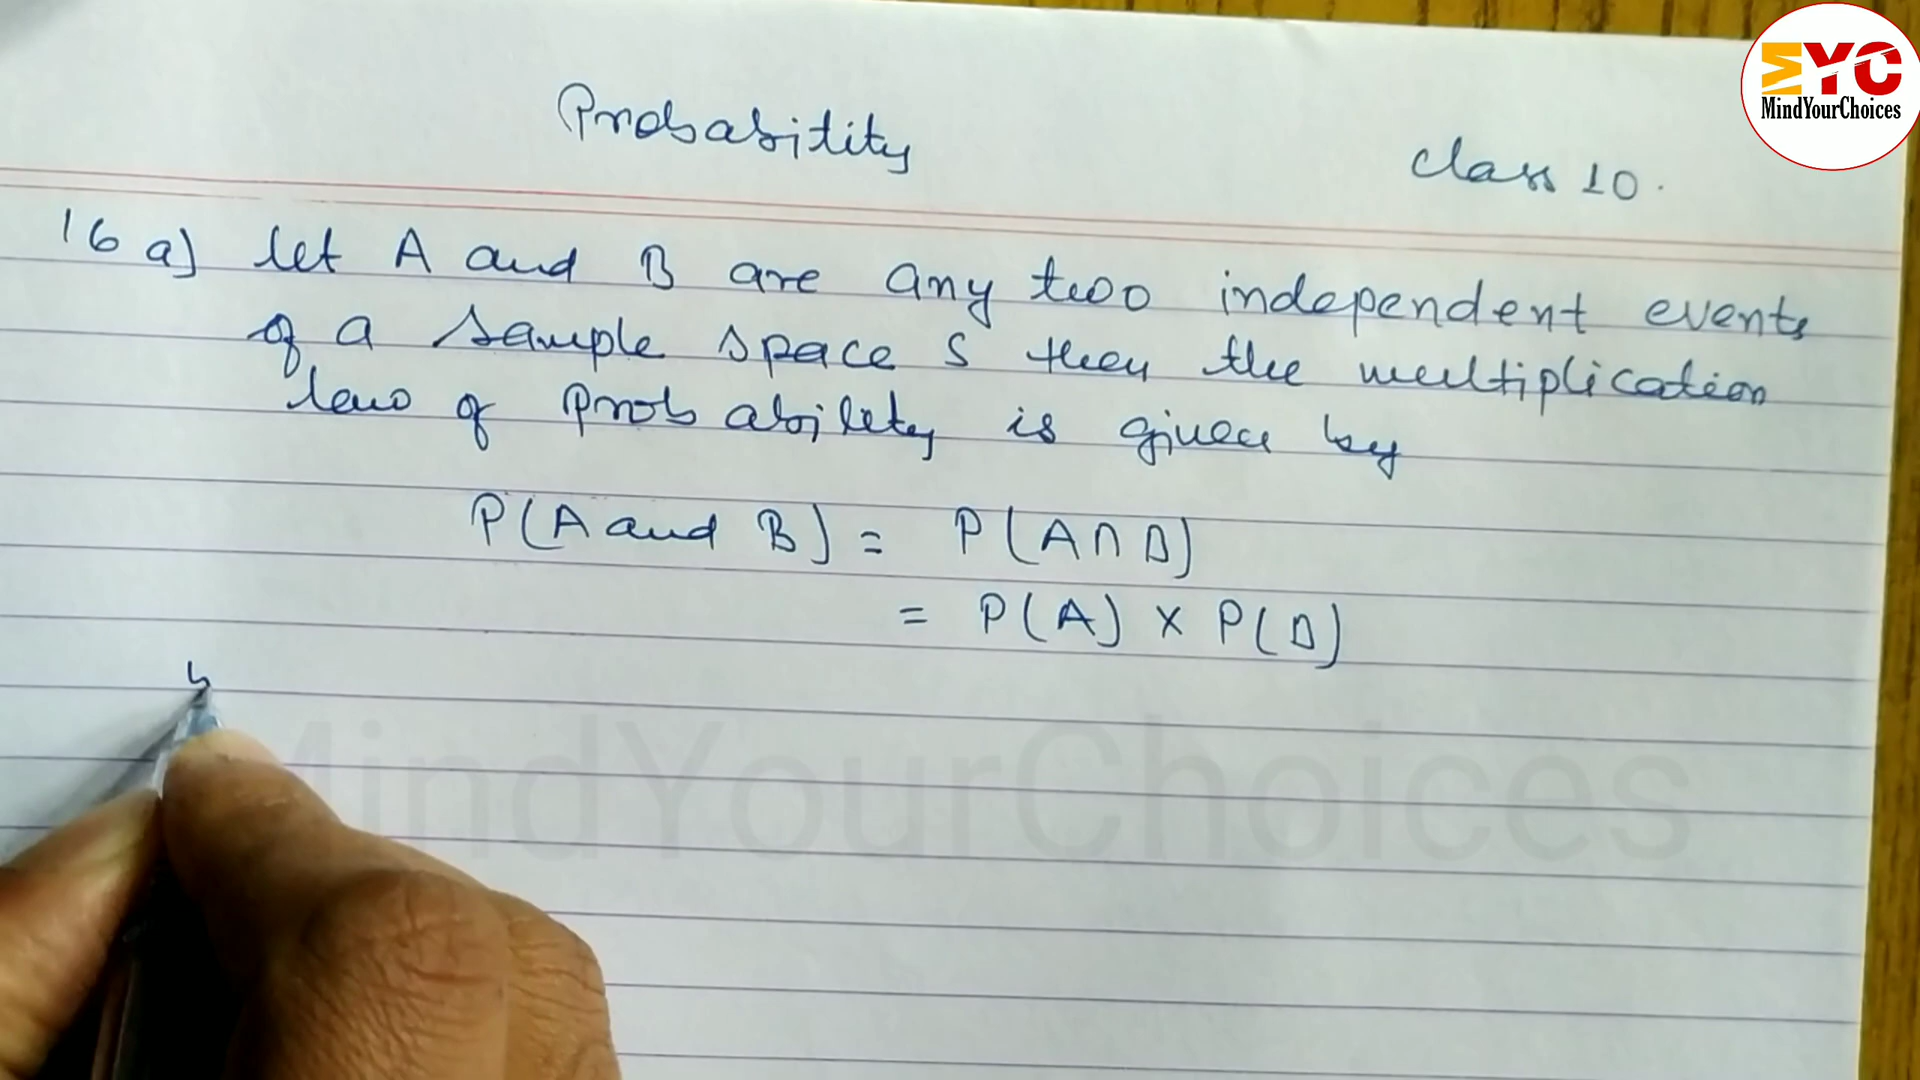 MYC
MindYourChoices
Probability
class 10.
16 a) Let A and B are any two independent events
of a sample space S then the multiplication
law of probability is given by
P(A and B) = P(A∩B)
= P(A) × P(B)
b
MindYourChoices